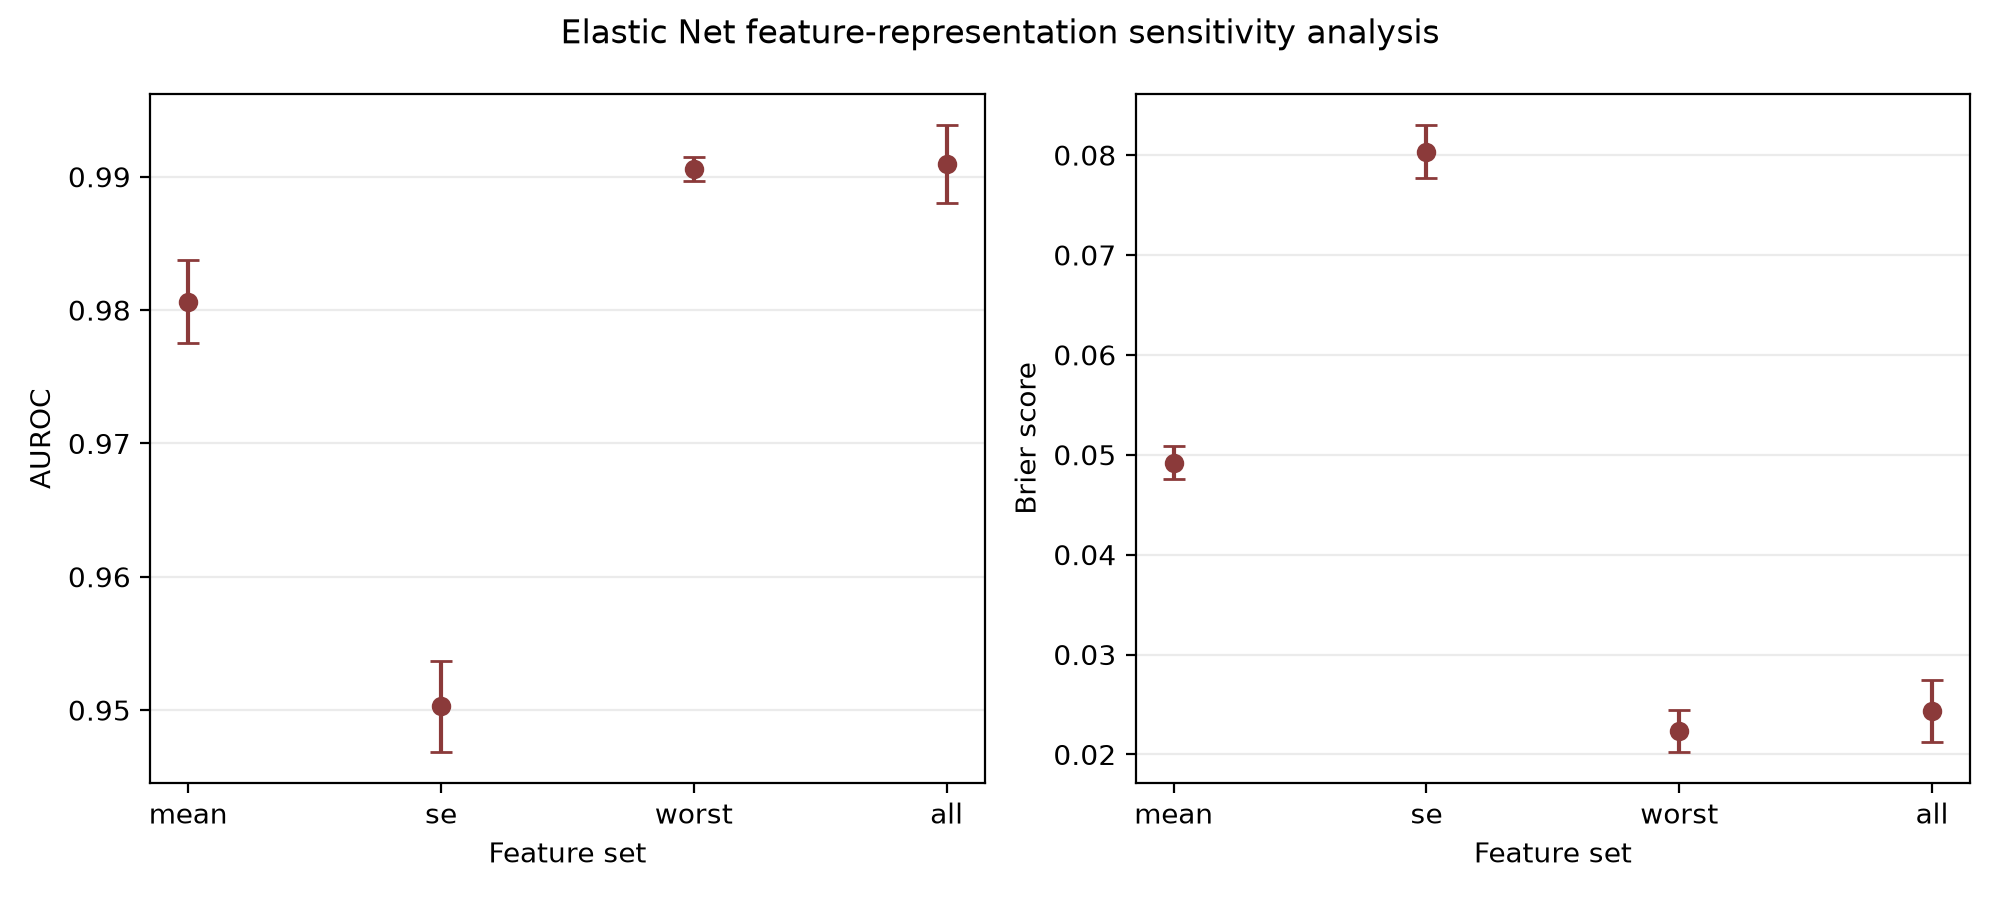 Elastic Net feature-representation sensitivity analysis
AUROC
0.99
0.98
0.97
0.96
0.95
mean se worst all
Feature set
Brier score
0.08
0.07
0.06
0.05
0.04
0.03
0.02
mean se worst all
Feature set